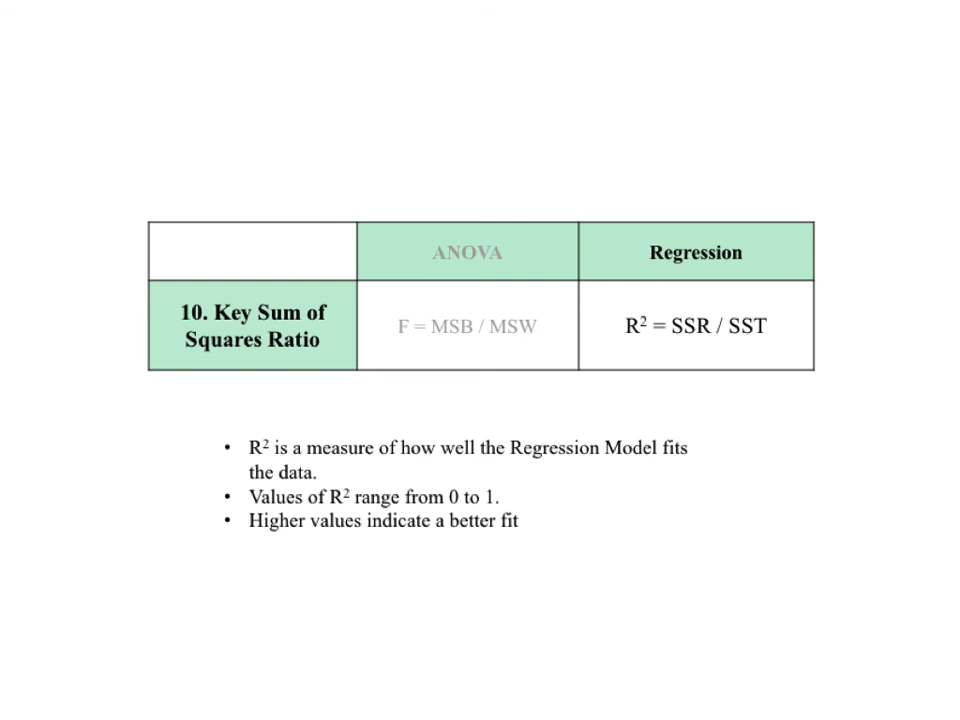 ANOVA
Regression
10. Key Sum of
Squares Ratio
F = MSB / MSW
R² = SSR / SST
• R² is a measure of how well the Regression Model fits
the data.
• Values of R² range from 0 to 1.
• Higher values indicate a better fit